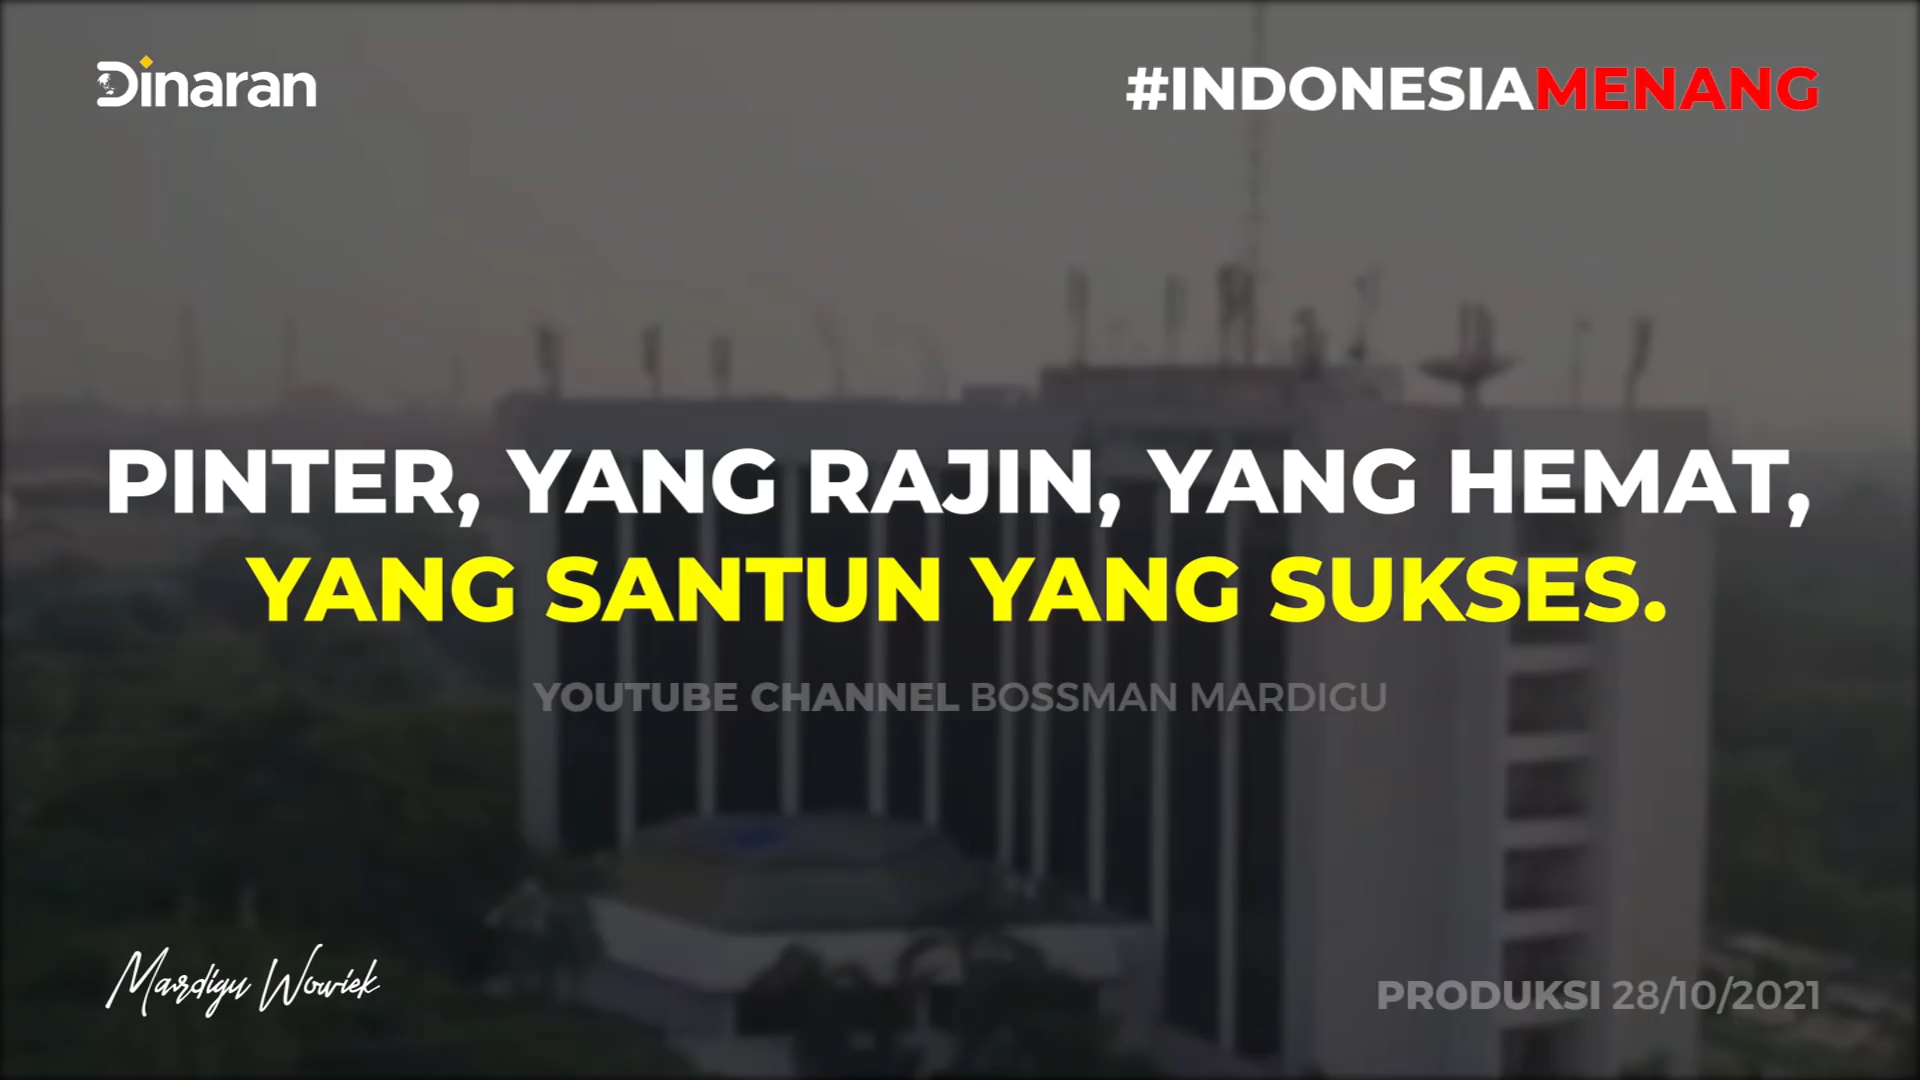 Dinaran
#INDONESIAMENANG
PINTER, YANG RAJIN, YANG HEMAT,
YANG SANTUN YANG SUKSES.
YOUTUBE CHANNEL BOSSMAN MARDIGU
Mardigu Wowiek
PRODUKSI 28/10/2021